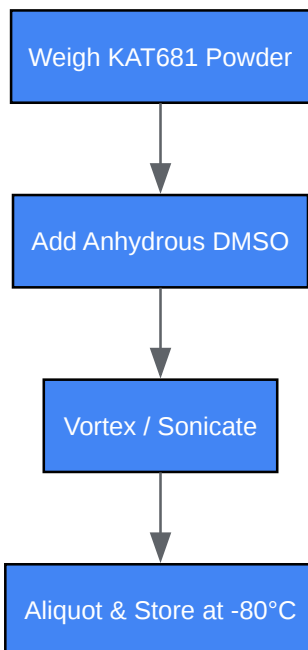 Weigh KAT681 Powder
Add Anhydrous DMSO
Vortex / Sonicate
Aliquot & Store at -80°C